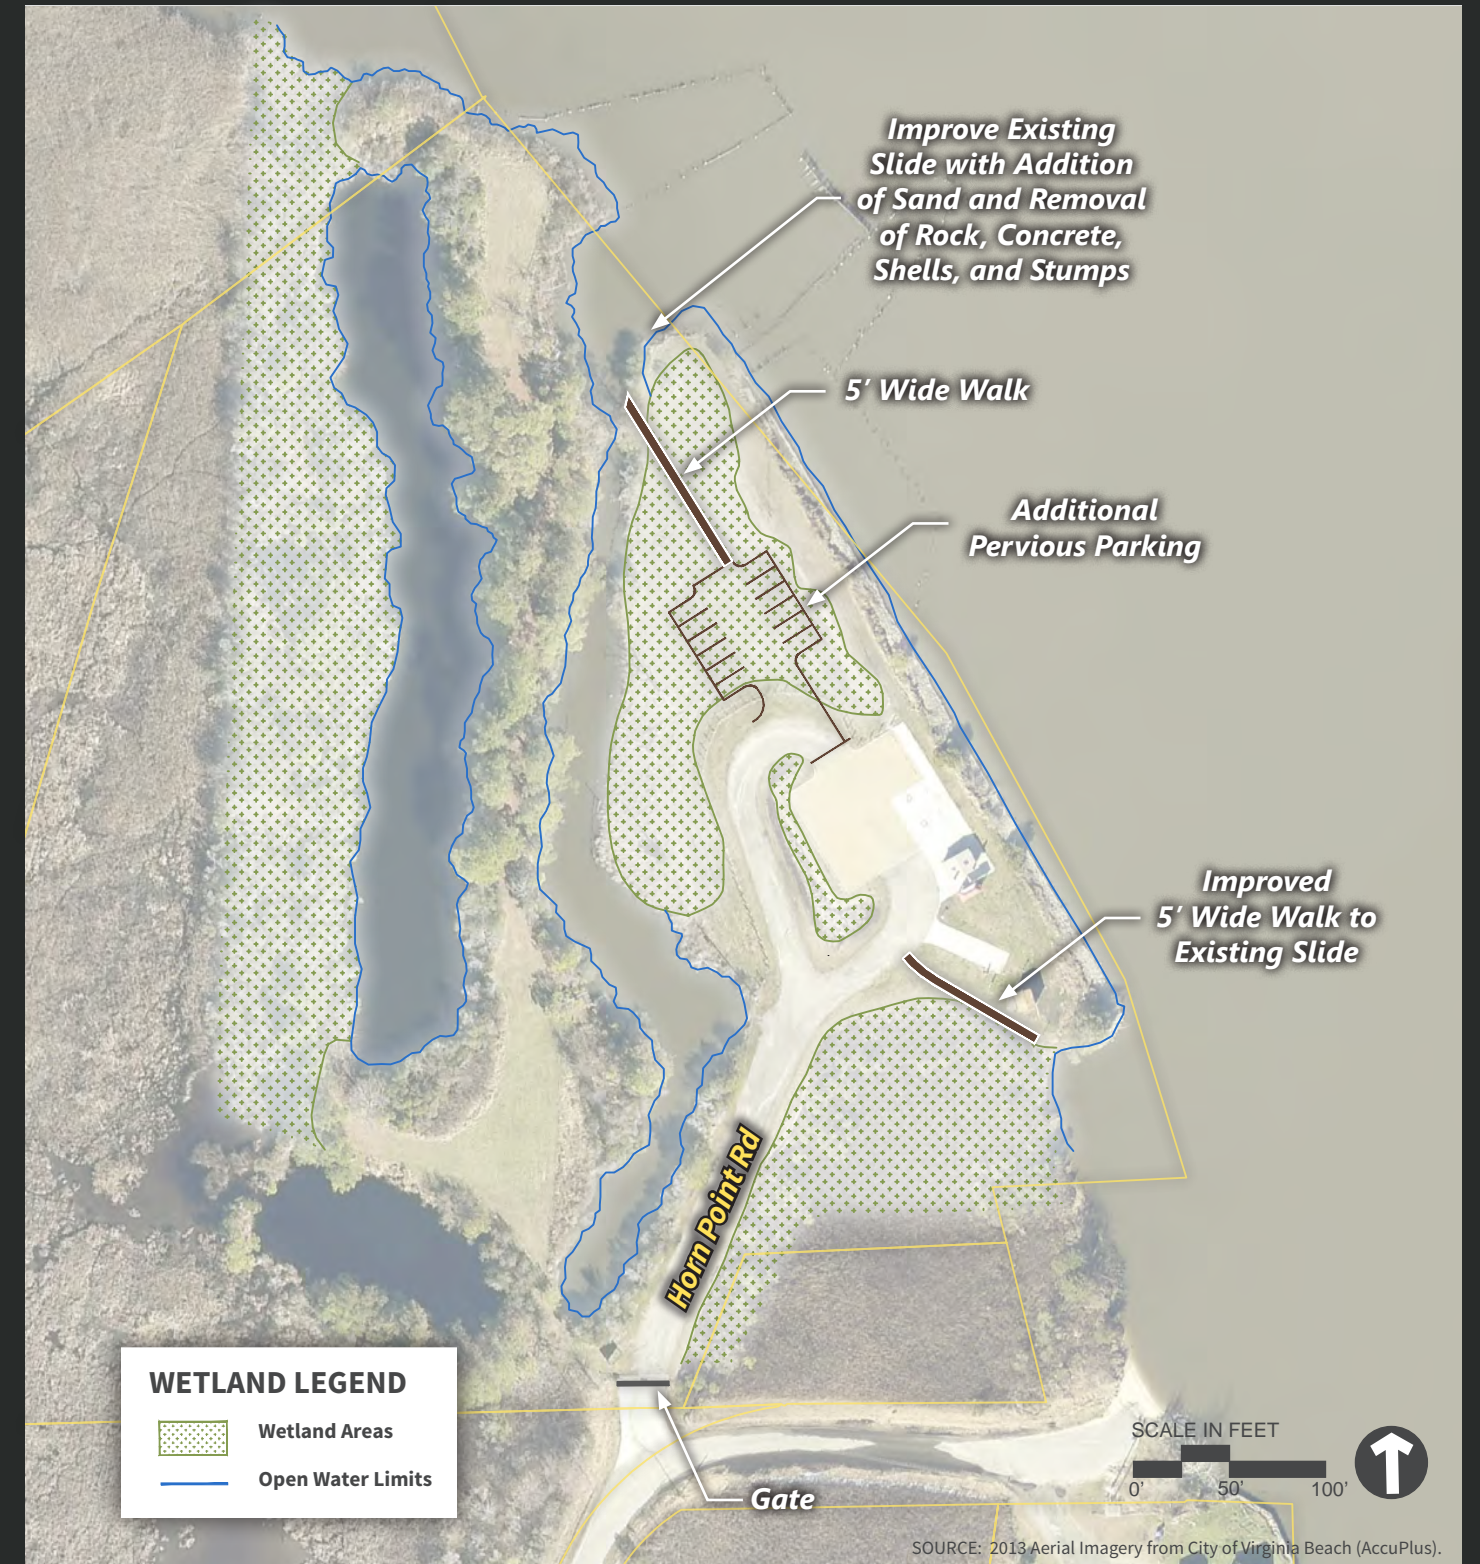 Improve Existing
Slide with Addition
of Sand and Removal
of Rock, Concrete,
Shells, and Stumps
5’ Wide Walk
Additional
Pervious Parking
Improved
5’ Wide Walk to
Existing Slide
Horn Point Rd
WETLAND LEGEND
Wetland Areas
Open Water Limits
Gate
SCALE IN FEET
0’ 50’ 100’
SOURCE: 2013 Aerial Imagery from City of Virginia Beach (AccuPlus).